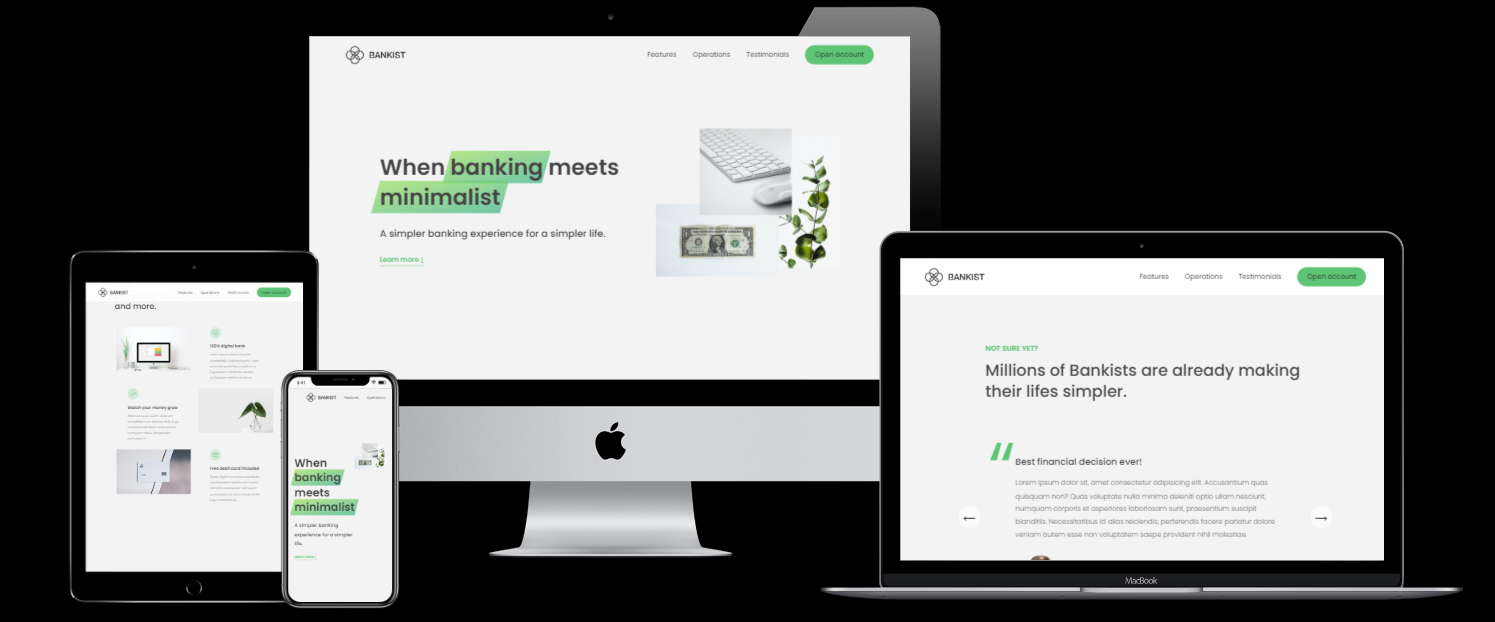 BANKIST
Features Operations Testimonials Open account
When banking meets
minimalist
A simpler banking experience for a simpler life.
Learn more ↓
BANKIST
Features Operations Testimonials Open account
and more.
100% digital bank
Watch your money grow
Free debit card included
BANKIST Features Operations
When
banking
meets
minimalist
A simpler banking
experience for a simpler
life.
Learn more ↓
BANKIST
Features Operations Testimonials Open account
NOT SURE YET?
Millions of Bankists are already making
their lifes simpler.
“
Best financial decision ever!
Lorem ipsum dolor sit, amet consectetur adipisicing elit. Accusantium quas
quisquam non? Quas voluptate nulla minima deleniti optio ullam nesciunt,
numquam corporis et asperiores laboriosam sunt, praesentium suscipit
blanditiis. Necessitatibus id alias reiciendis, perferendis facere pariatur dolore
veniam autem esse non voluptatem saepe provident nihil molestiae.
← →
MacBook